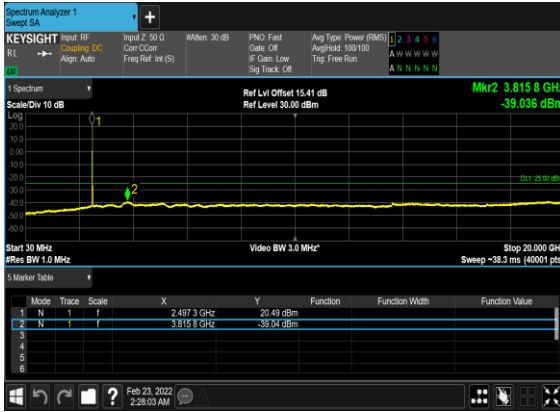 Spectrum Analyzer 1
Swept SA
+
KEYSIGHT
RL
Input: RF
Coupling: DC
Align: Auto
Input Z: 50 Ω
Corr CCorr
Freq Ref: Int (S)
#Atten: 30 dB
PNO: Fast
Gate: Off
IF Gain: Low
Sig Track: Off
Avg Type: Power (RMS)
Avg|Hold: 100/100
Trig: Free Run
1 2 3 4 5 6
A W W W W W
A N N N N N
1 Spectrum
Scale/Div 10 dB
Ref Lvl Offset 15.41 dB
Ref Level 30.00 dBm
Mkr2 3.815 8 GHz
-39.036 dBm
Log
20.0
10.0
0.00
-10.0
-20.0
-30.0
-40.0
-50.0
-60.0
1
2
DL1 -25.00 dBm
Start 30 MHz
#Res BW 1.0 MHz
Video BW 3.0 MHz*
Stop 20.000 GH
Sweep ~38.3 ms (40001 pts
5 Marker Table
Mode Trace Scale X Y Function Function Width Function Value
1 N 1 f 2.497 3 GHz 20.49 dBm
2 N 1 f 3.815 8 GHz -39.04 dBm
3
4
5
6
?
Feb 23, 2022
2:28:03 AM